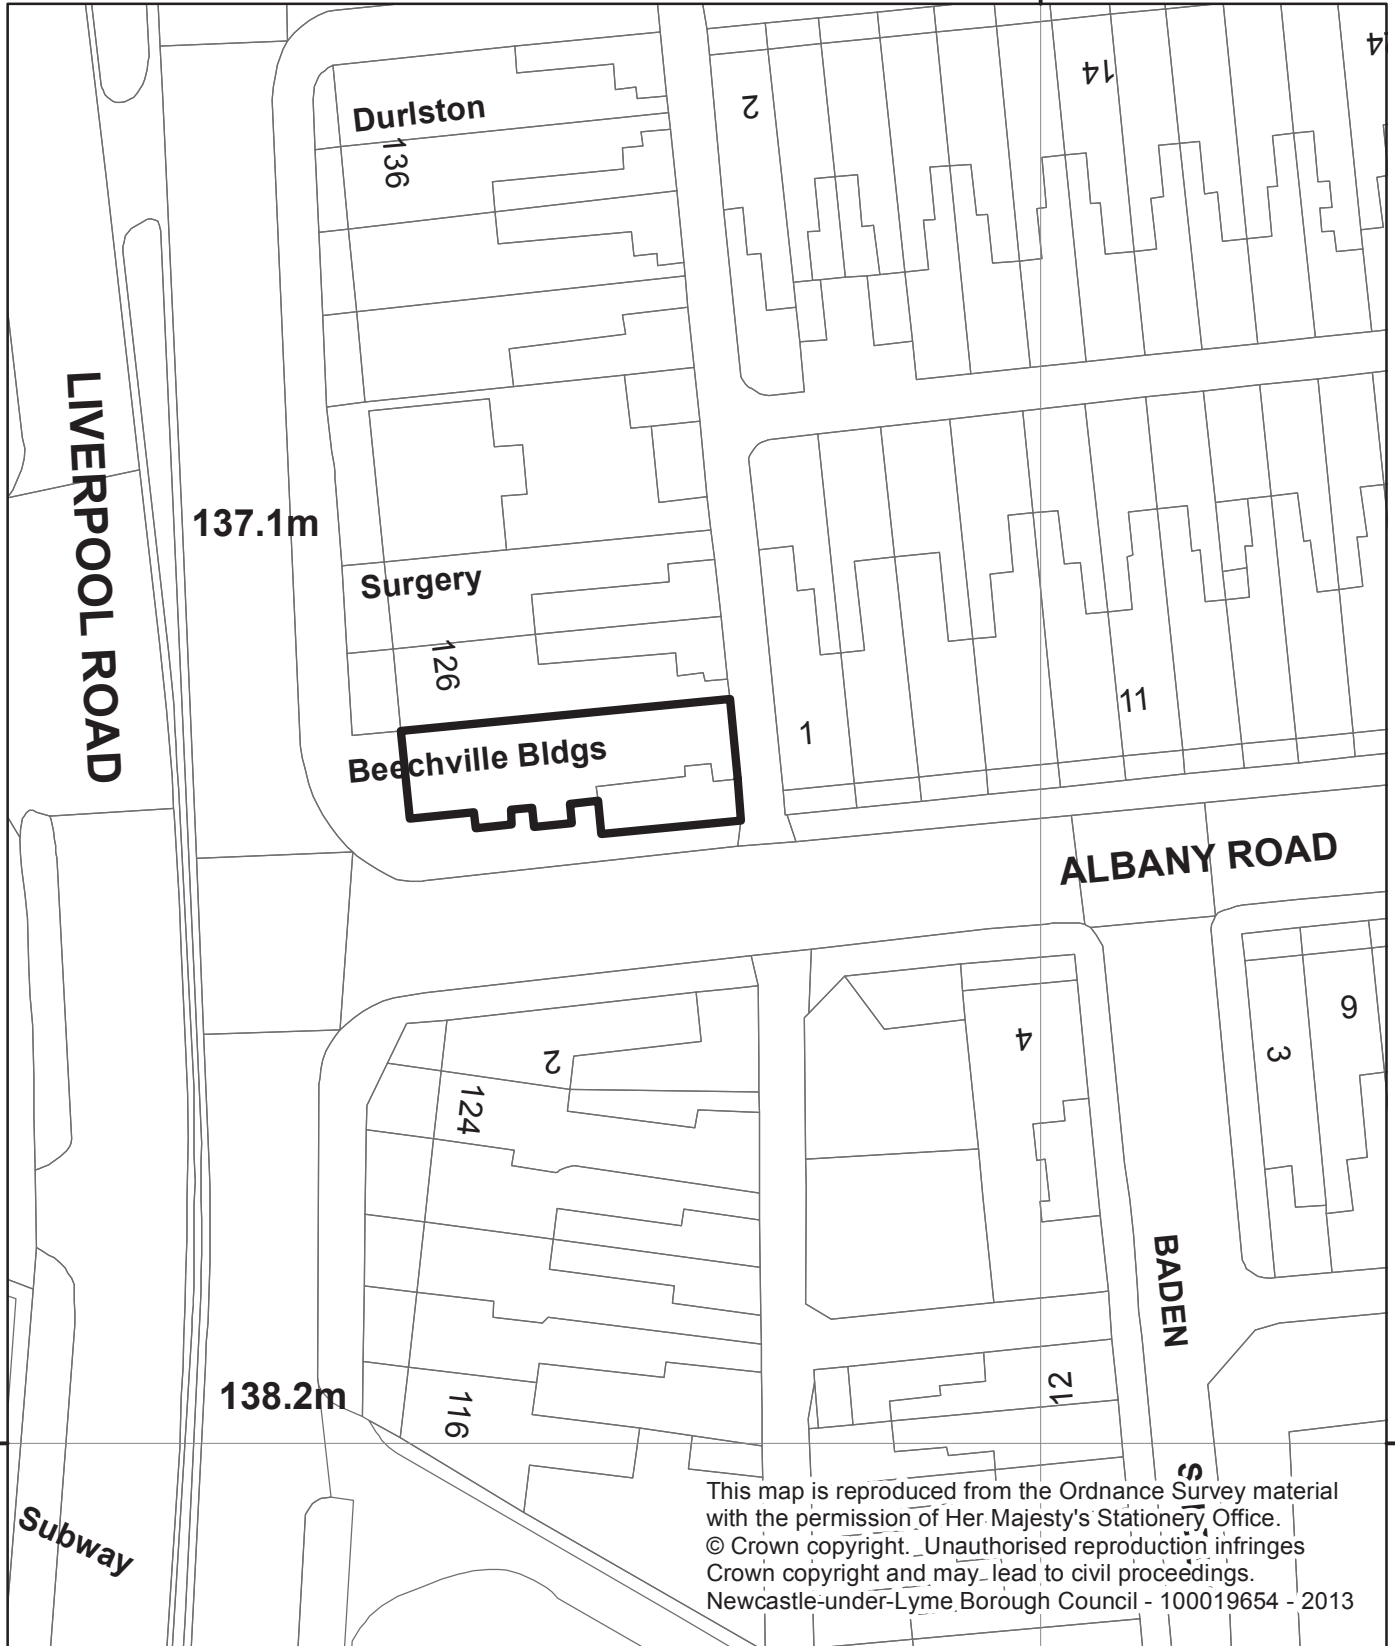 Durlston
136
2
14
LIVERPOOL ROAD
137.1m
Surgery
126
Beechville Bldgs
1
11
ALBANY ROAD
2
124
4
3
BADEN
138.2m
116
12
Subway
This map is reproduced from the Ordnance Survey material
with the permission of Her Majesty's Stationery Office.
© Crown copyright. Unauthorised reproduction infringes
Crown copyright and may lead to civil proceedings.
Newcastle-under-Lyme Borough Council - 100019654 - 2013